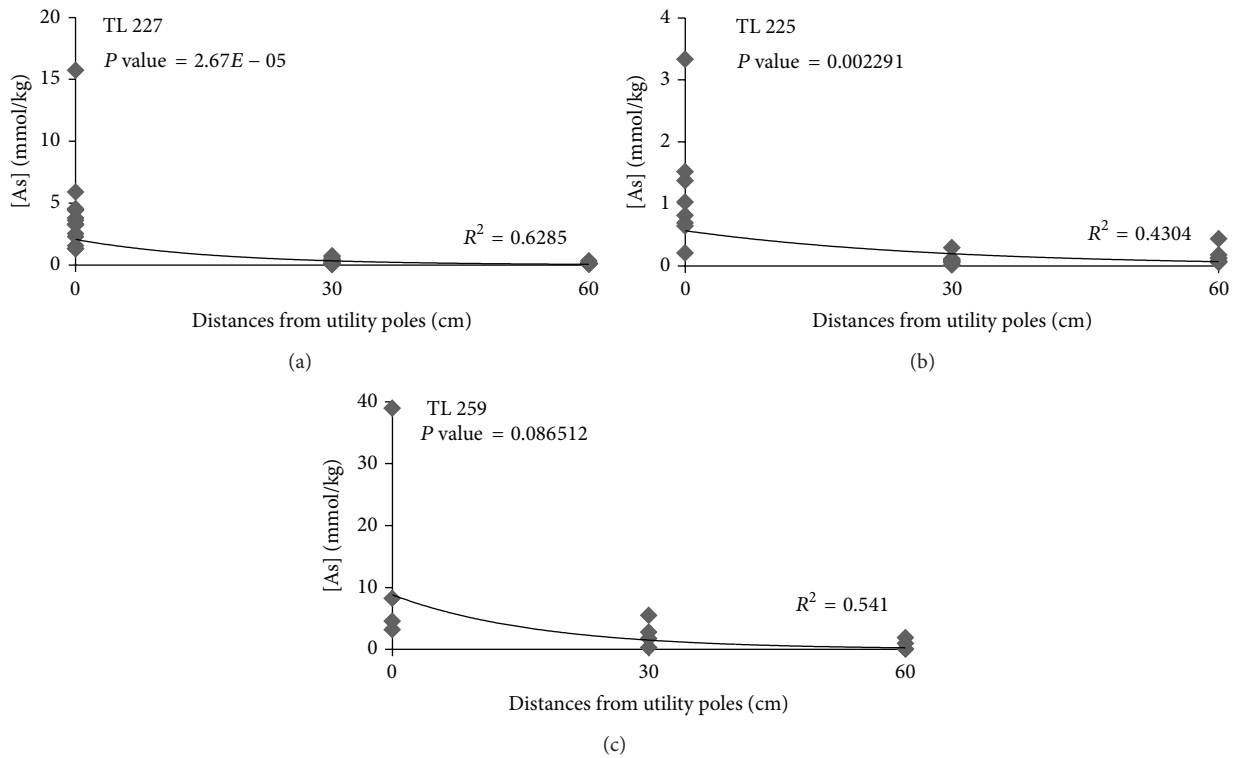 TL 227
P value = 2.67E − 05
[As] (mmol/kg)
20
15
10
5
0
R² = 0.6285
0 30 60
Distances from utility poles (cm)
(a)
TL 225
P value = 0.002291
[As] (mmol/kg)
4
3
2
1
0
R² = 0.4304
0 30 60
Distances from utility poles (cm)
(b)
TL 259
P value = 0.086512
[As] (mmol/kg)
40
30
20
10
0
R² = 0.541
0 30 60
Distances from utility poles (cm)
(c)